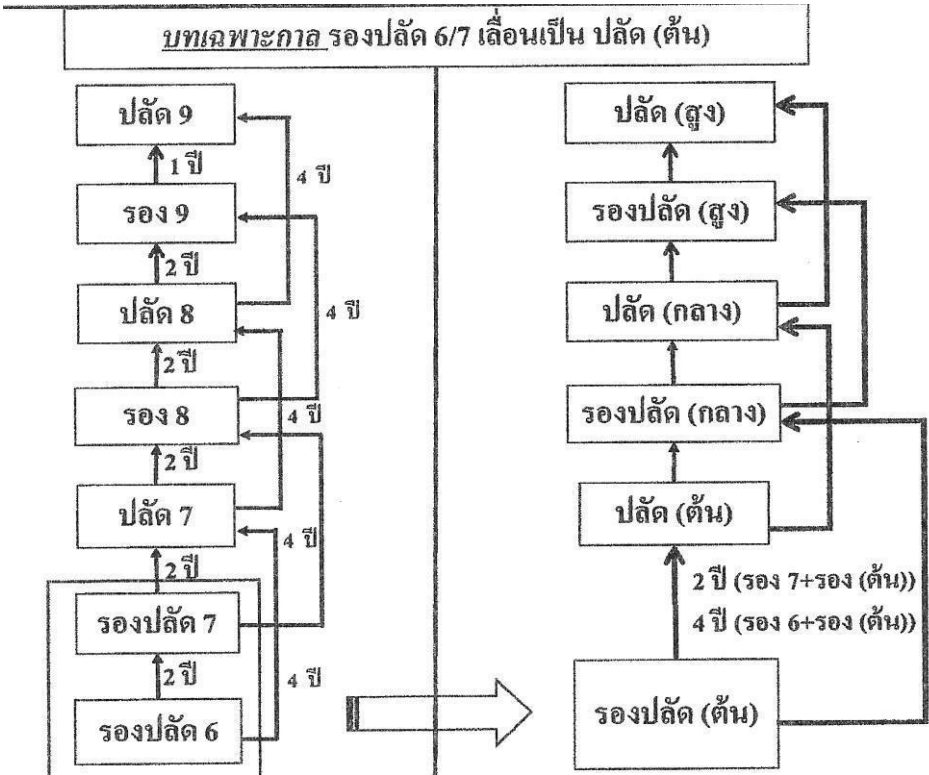 บทเฉพาะกาล รองปลัด 6/7 เลื่อนเป็น ปลัด (ต้น)
ปลัด 9
1 ปี
4 ปี
รอง 9
2 ปี
ปลัด 8
4 ปี
2 ปี
รอง 8
4 ปี
2 ปี
ปลัด 7
4 ปี
2 ปี
รองปลัด 7
2 ปี
4 ปี
รองปลัด 6
ปลัด (สูง)
รองปลัด (สูง)
ปลัด (กลาง)
รองปลัด (กลาง)
ปลัด (ต้น)
2 ปี (รอง 7+รอง (ต้น))
4 ปี (รอง 6+รอง (ต้น))
รองปลัด (ต้น)